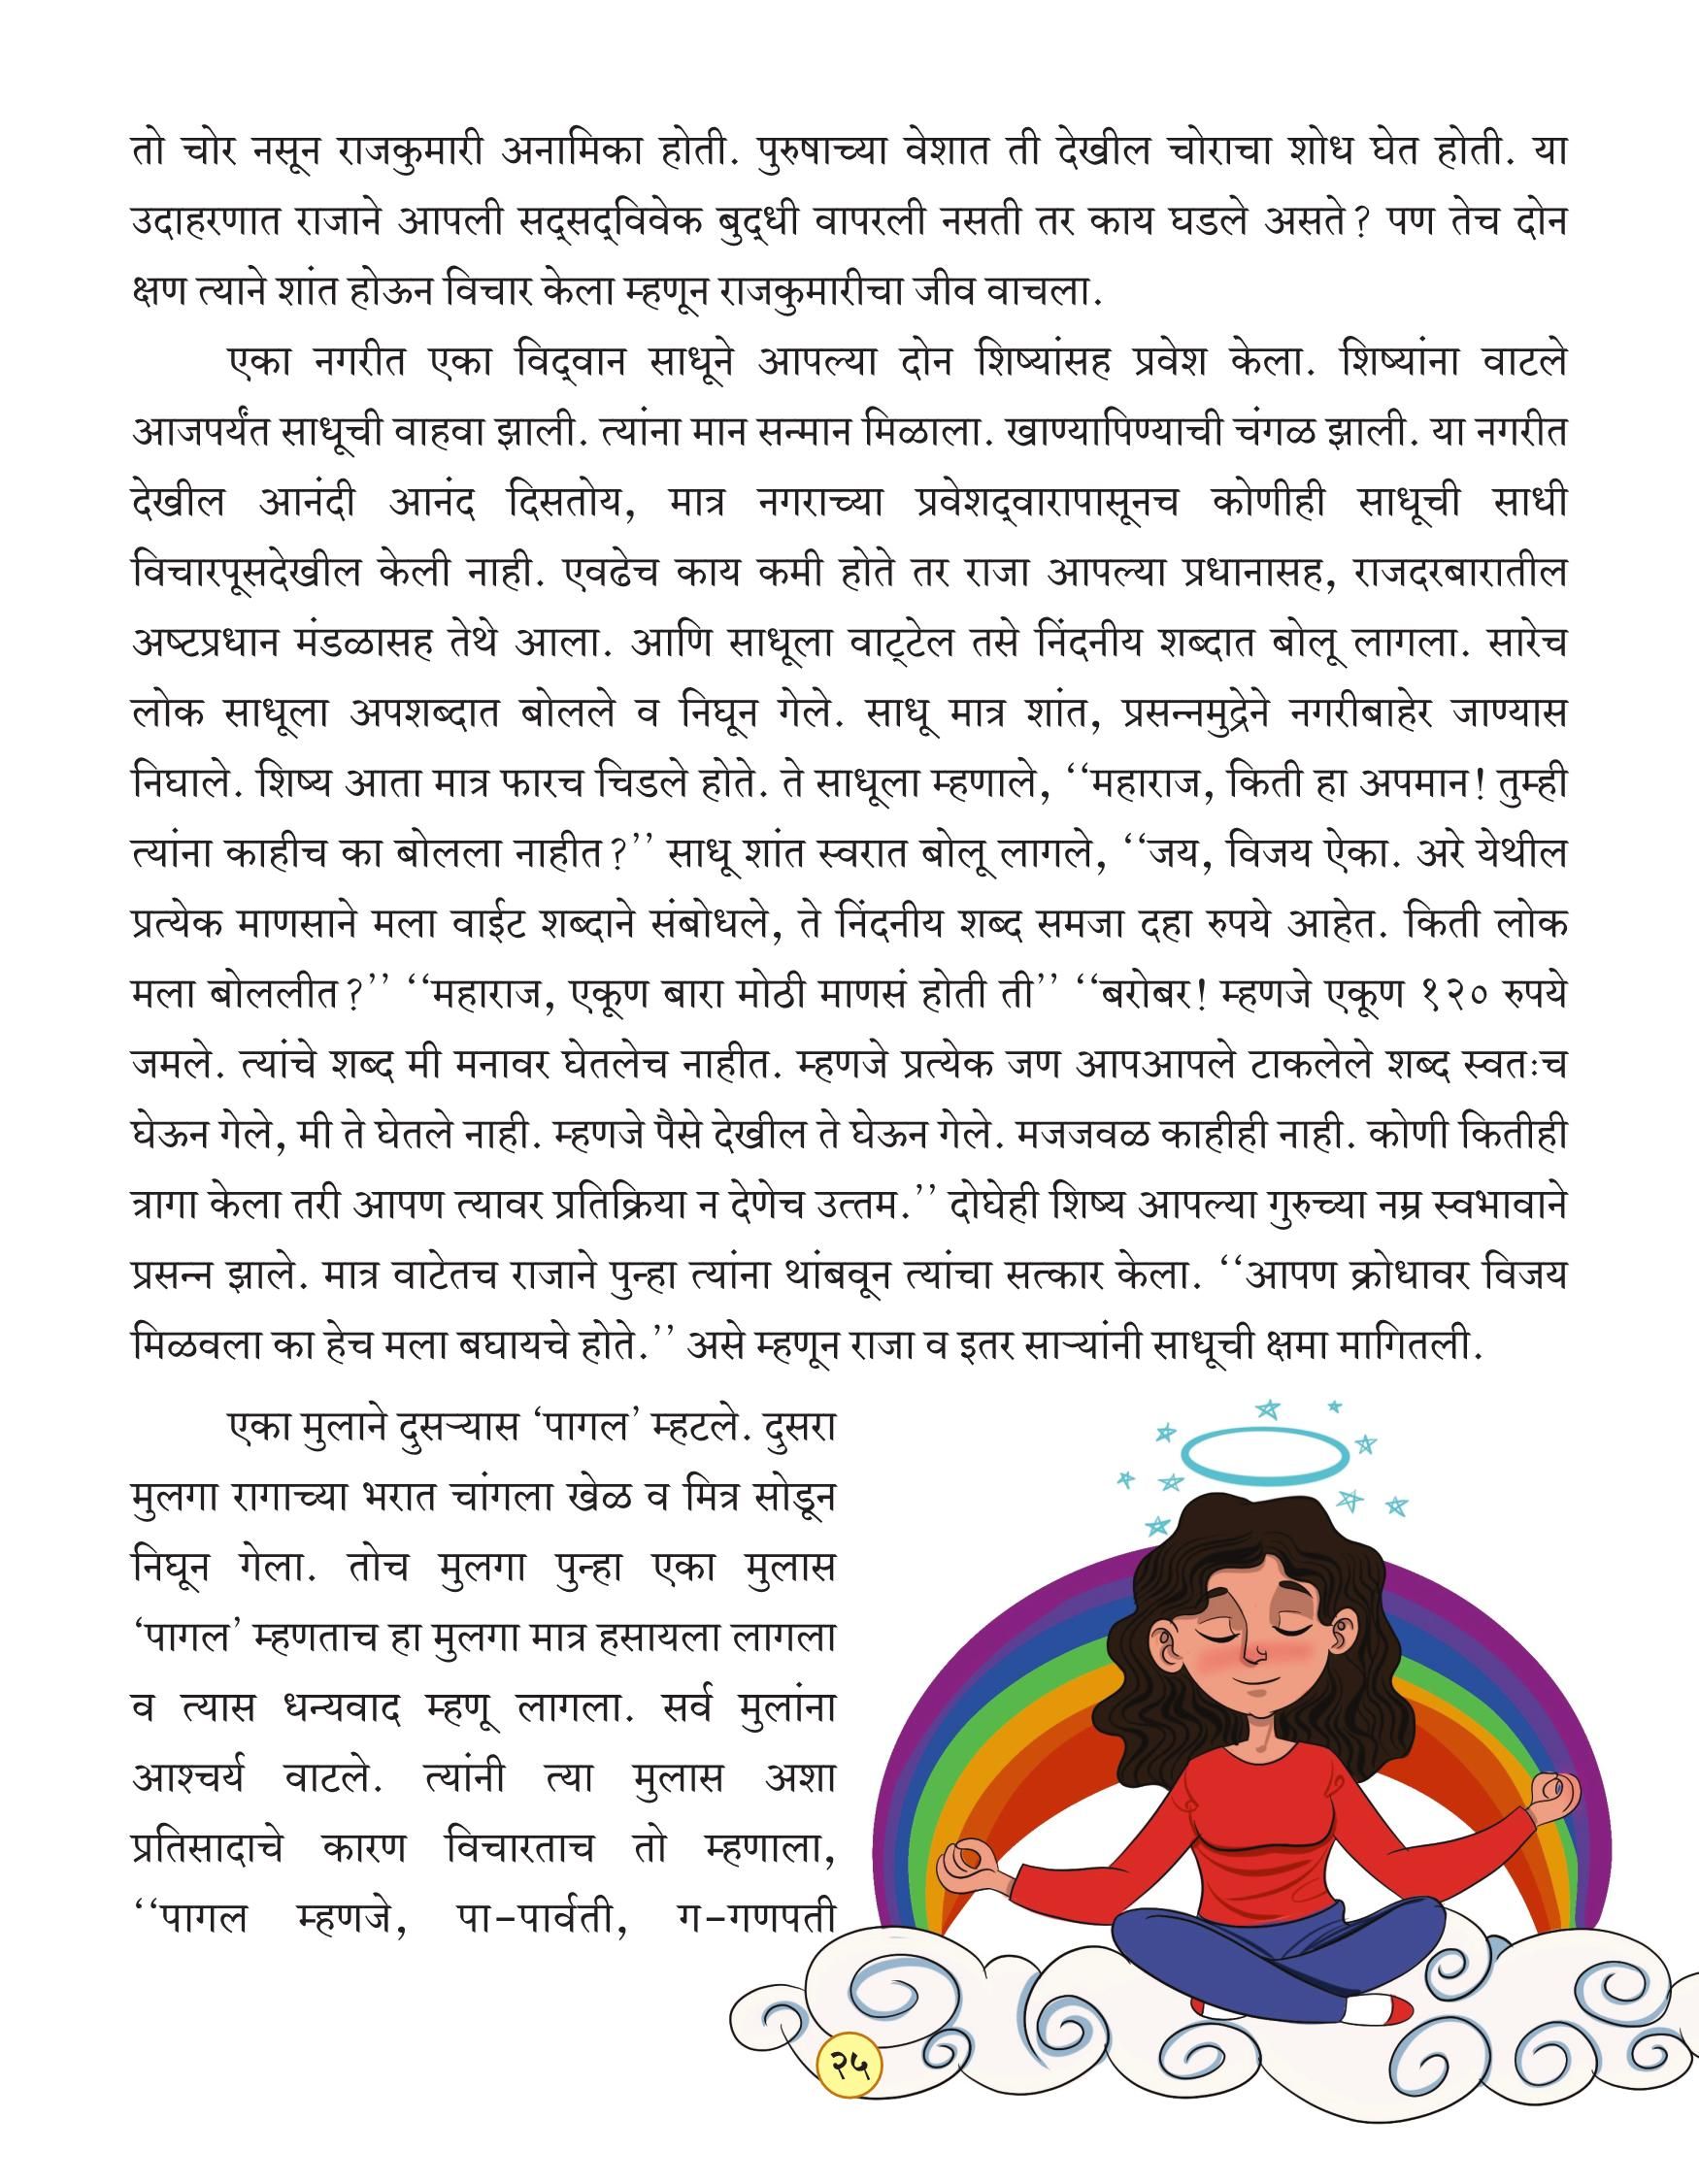 तो चोर नसून राजकुमारी अनामिका होती. पुरुषाच्या वेशात ती देखील चोराचा शोध घेत होती. या
उदाहरणात राजाने आपली सद्‌सद्‌विवेक बुद्‌धी वापरली नसती तर काय घडले असते? पण तेच दोन
क्षण त्याने शांत होऊन विचार केला म्हणून राजकुमारीचा जीव वाचला.
एका नगरीत एका विद्‌वान साधूने आपल्या दोन शिष्यांसह प्रवेश केला. शिष्यांना वाटले
आजपर्यंत साधूची वाहवा झाली. त्यांना मान सन्मान मिळाला. खाण्यापिण्याची चंगळ झाली. या नगरीत
देखील आनंदी आनंद दिसतोय, मात्र नगराच्या प्रवेशद्‌वारापासूनच कोणीही साधूची साधी
विचारपूसदेखील केली नाही. एवढेच काय कमी होते तर राजा आपल्या प्रधानासह, राजदरबारातील
अष्टप्रधान मंडळासह तेथे आला. आणि साधूला वाट्‌टेल तसे निंदनीय शब्दात बोलू लागला. सारेच
लोक साधूला अपशब्दात बोलले व निघून गेले. साधू मात्र शांत, प्रसन्नमुद्रेने नगरीबाहेर जाण्यास
निघाले. शिष्य आता मात्र फारच चिडले होते. ते साधूला म्हणाले, ‘‘महाराज, किती हा अपमान! तुम्ही
त्यांना काहीच का बोलला नाहीत?’’ साधू शांत स्वरात बोलू लागले, ‘‘जय, विजय ऐका. अरे येथील
प्रत्येक माणसाने मला वाईट शब्दाने संबोधले, ते निंदनीय शब्द समजा दहा रुपये आहेत. किती लोक
मला बोललीत?’’ ‘‘महाराज, एकूण बारा मोठी माणसं होती ती’’ ‘‘बरोबर! म्हणजे एकूण १२० रुपये
जमले. त्यांचे शब्द मी मनावर घेतलेच नाहीत. म्हणजे प्रत्येक जण आपआपले टाकलेले शब्द स्वतःच
घेऊन गेले, मी ते घेतले नाही. म्हणजे पैसे देखील ते घेऊन गेले. मजजवळ काहीही नाही. कोणी कितीही
त्रागा केला तरी आपण त्यावर प्रतिक्रिया न देणेच उत्तम.’’ दोघेही शिष्य आपल्या गुरुच्या नम्र स्वभावाने
प्रसन्न झाले. मात्र वाटेतच राजाने पुन्हा त्यांना थांबवून त्यांचा सत्कार केला. ‘‘आपण क्रोधावर विजय
मिळवला का हेच मला बघायचे होते.’’ असे म्हणून राजा व इतर साऱ्यांनी साधूची क्षमा मागितली.
एका मुलाने दुसऱ्यास ‘पागल’ म्हटले. दुसरा
मुलगा रागाच्या भरात चांगला खेळ व मित्र सोडून
निघून गेला. तोच मुलगा पुन्हा एका मुलास
‘पागल’ म्हणताच हा मुलगा मात्र हसायला लागला
व त्यास धन्यवाद म्हणू लागला. सर्व मुलांना
आश्चर्य वाटले. त्यांनी त्या मुलास अशा
प्रतिसादाचे कारण विचारताच तो म्हणाला,
‘‘पागल म्हणजे, पा-पार्वती, ग-गणपती
२५